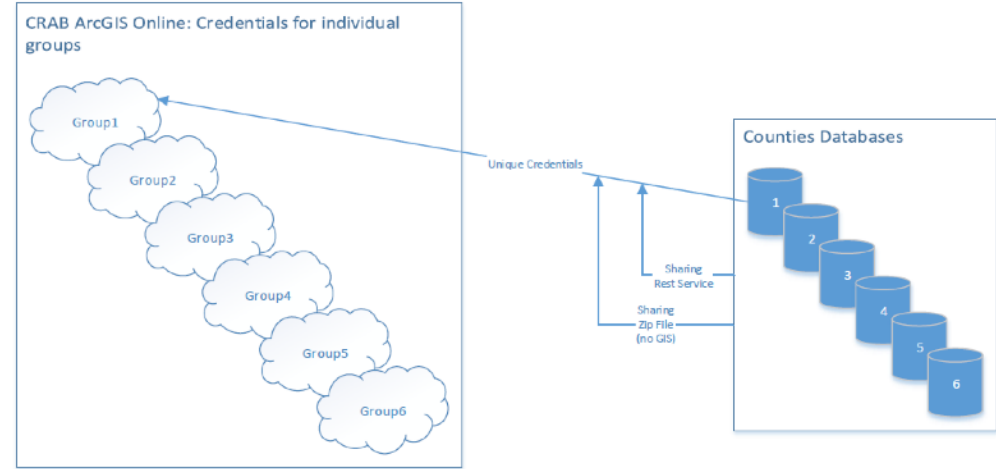 CRAB ArcGIS Online: Credentials for individual
groups
Group1
Group2
Group3
Group4
Group5
Group6
Unique Credentials
Sharing
Rest Service
Sharing
Zip File
(no GIS)
Counties Databases
1
2
3
4
5
6